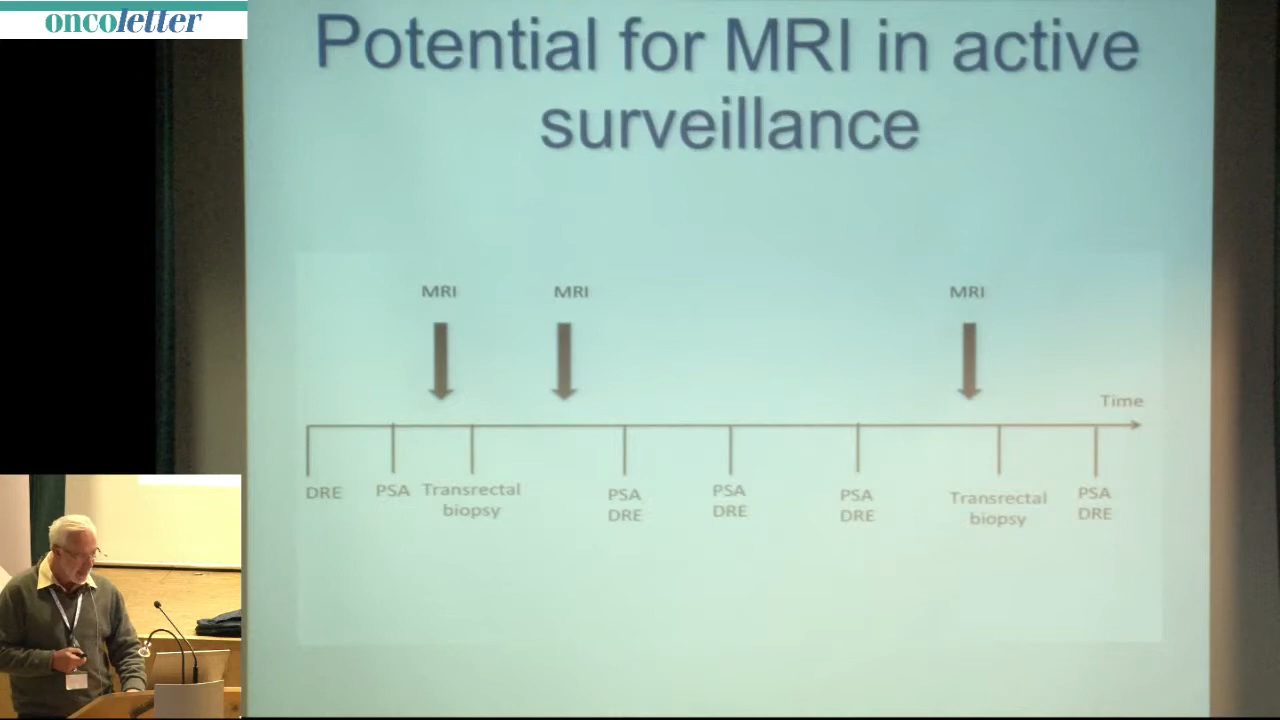 oncoletter
Potential for MRI in active
surveillance
MRI
MRI
MRI
Time
DRE
PSA
Transrectal
biopsy
PSA
DRE
PSA
DRE
PSA
DRE
Transrectal
biopsy
PSA
DRE